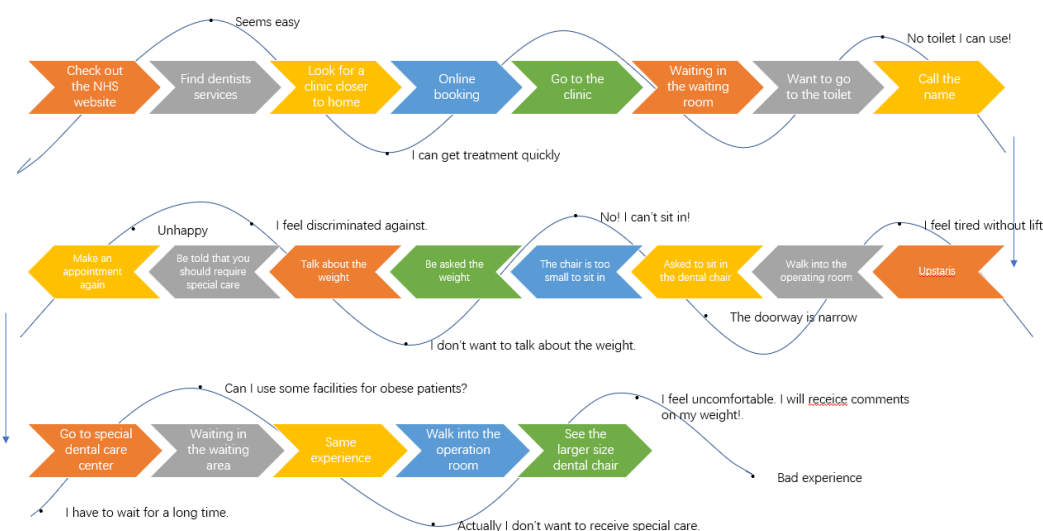 Seems easy
No toilet I can use!
Check out
the NHS
website
Find dentists
services
Look for a
clinic closer
to home
Online
booking
Go to the
clinic
Waiting in
the waiting
room
Want to go
to the toilet
Call the
name
I can get treatment quickly
Unhappy
I feel discriminated against.
No! I can't sit in!
I feel tired without lift
Make an
appointment
again
Be told that you
should require
special care
Talk about the
weight
Be asked the
weight
The chair is too
small to sit in
Asked to sit in
the dental chair
Walk into the
operating room
Upstaris
The doorway is narrow
I don't want to talk about the weight.
Can I use some facilities for obese patients?
I feel uncomfortable. I will receice comments
on my weight!.
Go to special
dental care
center
Waiting in
the waiting
area
Same
experience
Walk into the
operation
room
See the
larger size
dental chair
Bad experience
I have to wait for a long time.
Actually I don't want to receive special care.